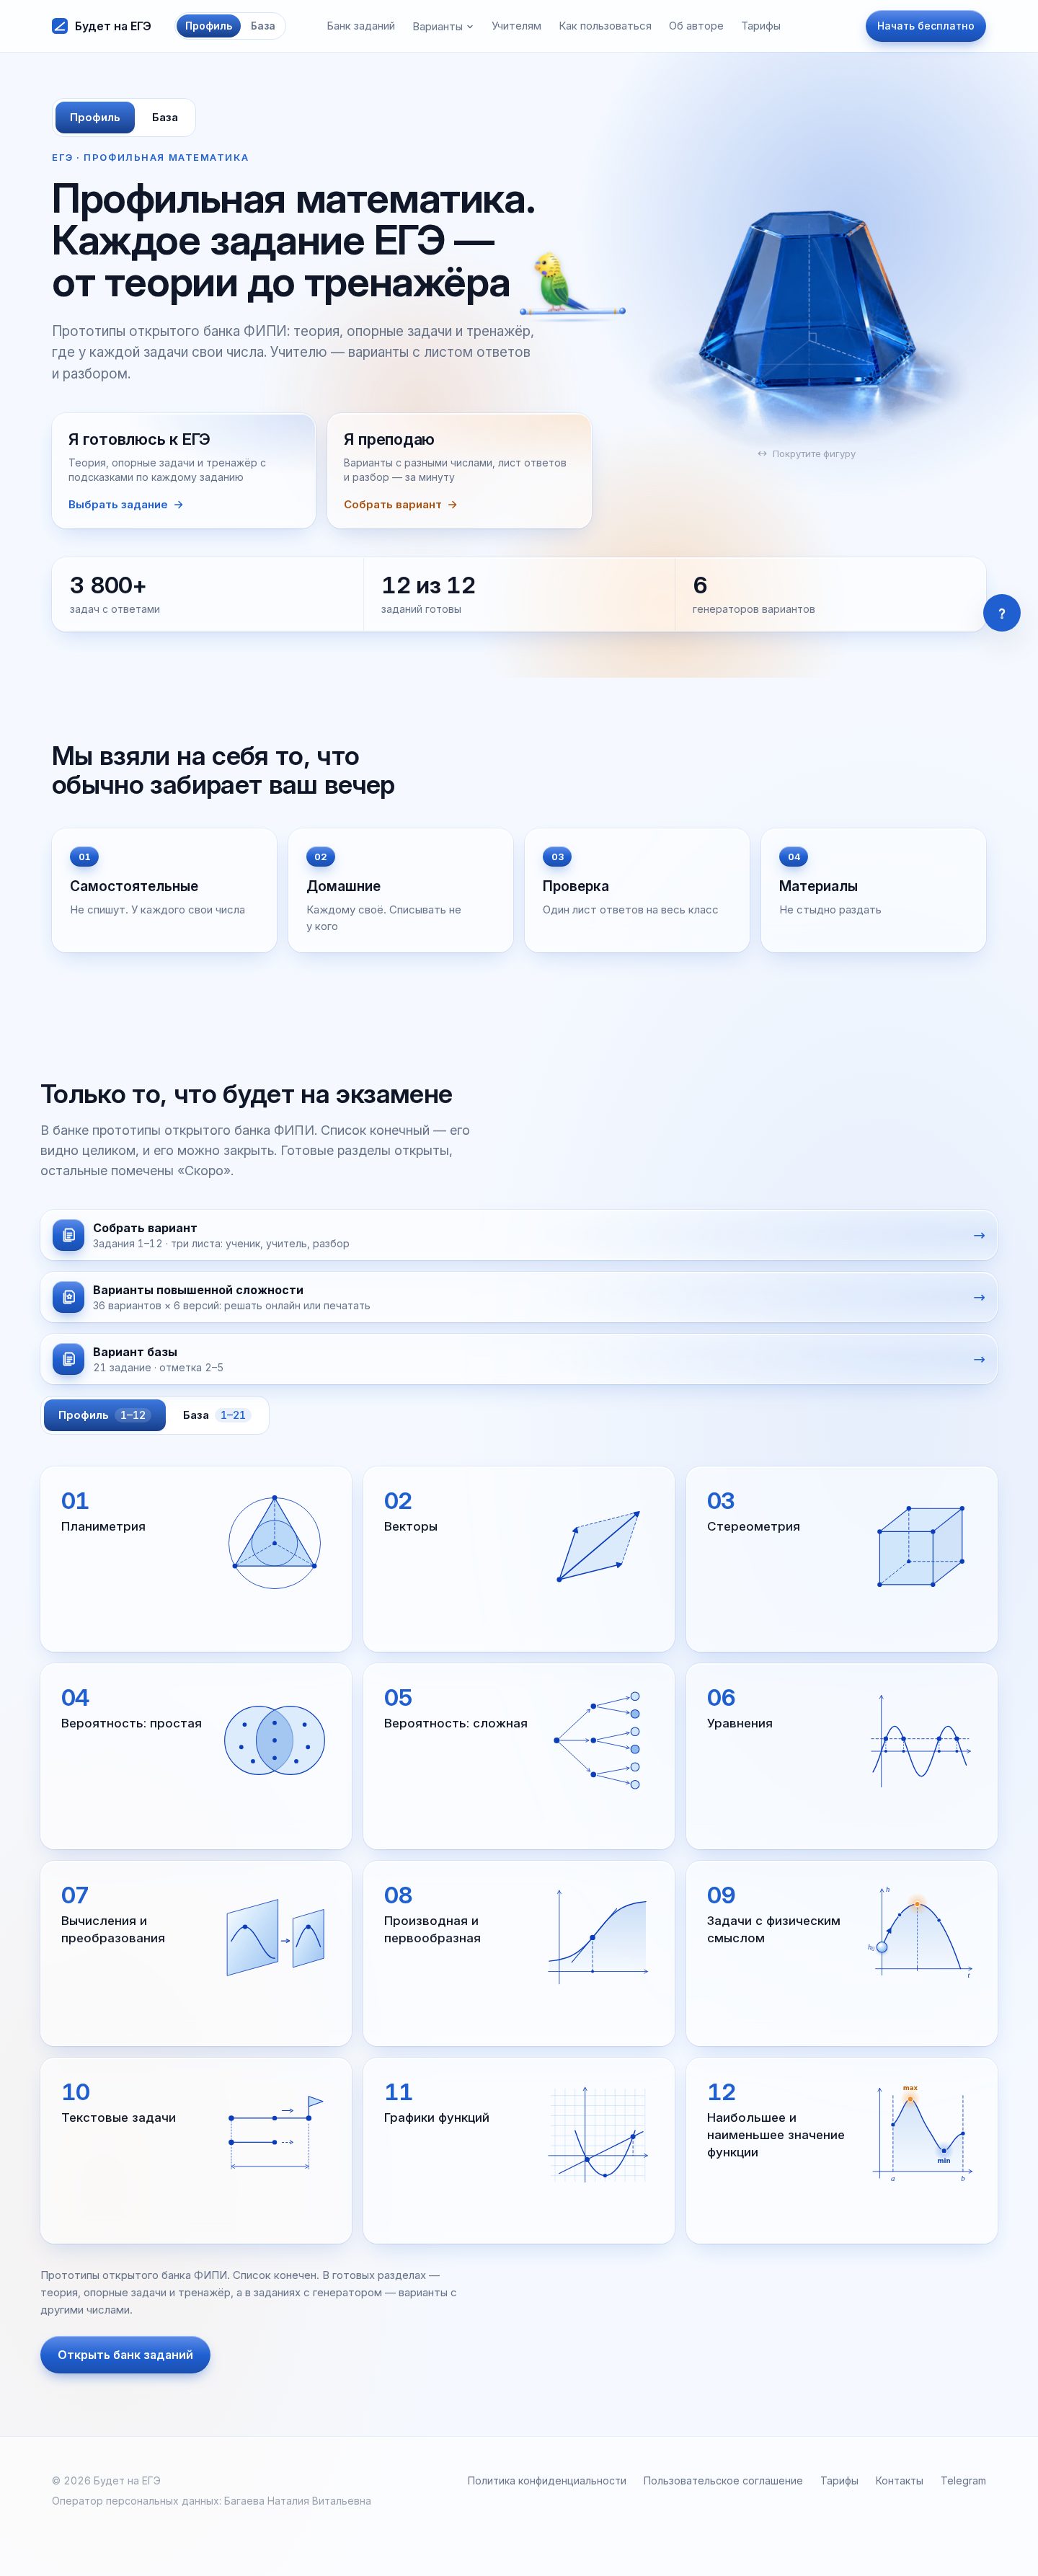 Будет на ЕГЭ
Профиль База
Банк заданий
Варианты
Учителям
Как пользоваться
Об авторе
Тарифы
Начать бесплатно
Профиль База
ЕГЭ · ПРОФИЛЬНАЯ МАТЕМАТИКА
Профильная математика.
Каждое задание ЕГЭ —
от теории до тренажёра
Прототипы открытого банка ФИПИ: теория, опорные задачи и тренажёр,
где у каждой задачи свои числа. Учителю — варианты с листом ответов
и разбором.
↔ Покрутите фигуру
Я готовлюсь к ЕГЭ
Теория, опорные задачи и тренажёр с
подсказками по каждому заданию
Выбрать задание →
Я преподаю
Варианты с разными числами, лист ответов
и разбор — за минуту
Собрать вариант →
3 800+
задач с ответами
12 из 12
заданий готовы
6
генераторов вариантов
?
Мы взяли на себя то, что
обычно забирает ваш вечер
01
Самостоятельные
Не спишут. У каждого свои числа
02
Домашние
Каждому своё. Списывать не
у кого
03
Проверка
Один лист ответов на весь класс
04
Материалы
Не стыдно раздать
Только то, что будет на экзамене
В банке прототипы открытого банка ФИПИ. Список конечный — его
видно целиком, и его можно закрыть. Готовые разделы открыты,
остальные помечены «Скоро».
Собрать вариант
Задания 1–12 · три листа: ученик, учитель, разбор
→
Варианты повышенной сложности
36 вариантов × 6 версий: решать онлайн или печатать
→
Вариант базы
21 задание · отметка 2–5
→
Профиль 1–12 База 1–21
01
Планиметрия
02
Векторы
03
Стереометрия
04
Вероятность: простая
05
Вероятность: сложная
06
Уравнения
07
Вычисления и
преобразования
08
Производная и
первообразная
09
Задачи с физическим
смыслом
h
h₀
t
10
Текстовые задачи
11
Графики функций
12
Наибольшее и
наименьшее значение
функции
max
min
a
b
Прототипы открытого банка ФИПИ. Список конечен. В готовых разделах —
теория, опорные задачи и тренажёр, а в заданиях с генератором — варианты с
другими числами.
Открыть банк заданий
© 2026 Будет на ЕГЭ
Оператор персональных данных: Багаева Наталия Витальевна
Политика конфиденциальности
Пользовательское соглашение
Тарифы
Контакты
Telegram